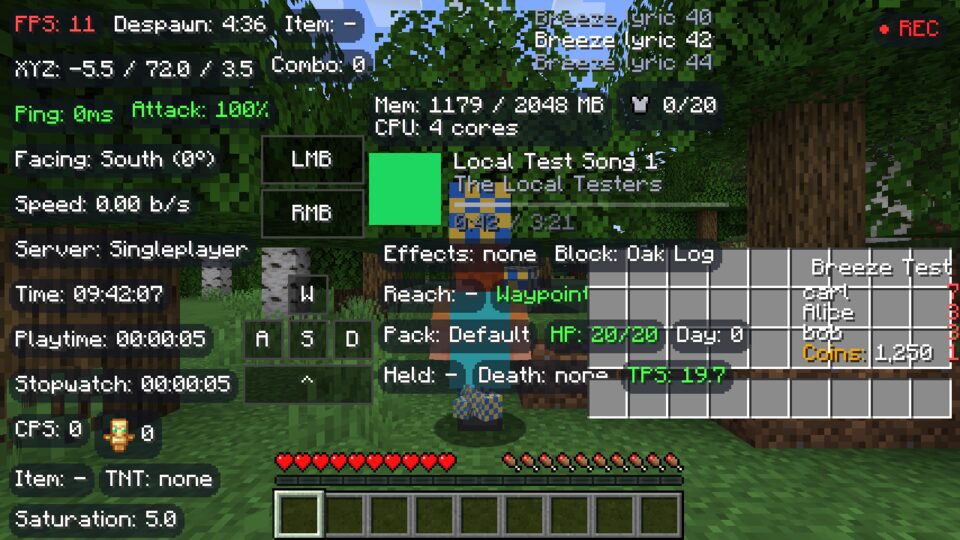 FPS: 11 Despawn: 4:36 Item: -
Breeze lyric 40
Breeze lyric 42
Breeze lyric 44
REC
XYZ: -5.5 / 72.0 / 3.5 Combo: 0
Ping: 0ms Attack: 100%
Mem: 1179 / 2048 MB 0/20
CPU: 4 cores
Facing: South (0°)
LMB
Local Test Song 1
The Local Testers
Speed: 0.00 b/s
RMB
0:42 / 3:21
Server: Singleplayer
Effects: none Block: Oak Log
Breeze Test
Time: 09:42:07
W
Reach: - Waypoint
carl 7
Alice 3
bob 3
Coins: 1,250 1
Playtime: 00:00:05
A S D
Pack: Default HP: 20/20 Day: 0
Stopwatch: 00:00:05
^
Held: - Death: none TPS: 19.7
CPS: 0 0
Item: - TNT: none
Saturation: 5.0